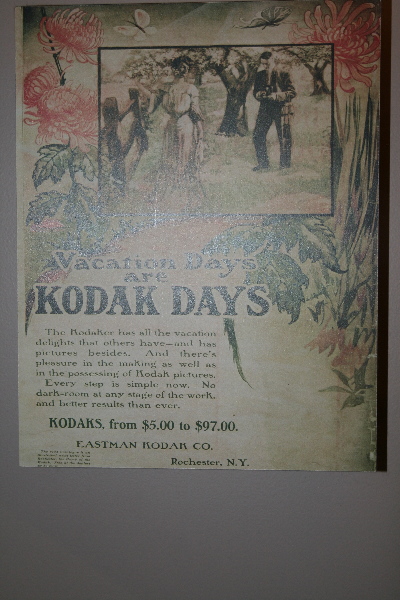 Vacation Days
are
KODAK DAYS
The Kodaker has all the vacation
delights that others have—and has
pictures besides. And there's
pleasure in the making as well as
in the possessing of Kodak pictures.
Every step is simple now. No
dark-room at any stage of the work,
and better results than ever.
KODAKS, from $5.00 to $97.00.
EASTMAN KODAK CO.
Rochester, N.Y.